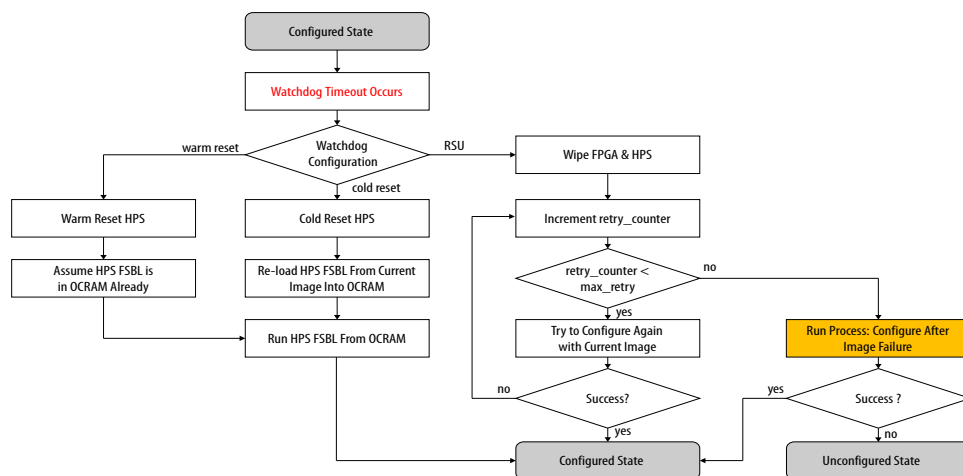 Configured State
Watchdog Timeout Occurs
Watchdog
Configuration
warm reset
RSU
cold reset
Wipe FPGA & HPS
Warm Reset HPS
Cold Reset HPS
Increment retry_counter
Assume HPS FSBL is
in OCRAM Already
Re-load HPS FSBL From Current
Image Into OCRAM
retry_counter <
max_retry
no
yes
Run HPS FSBL From OCRAM
Try to Configure Again
with Current Image
Run Process: Configure After
Image Failure
no
Success?
yes
yes
Success ?
no
Configured State
Unconfigured State